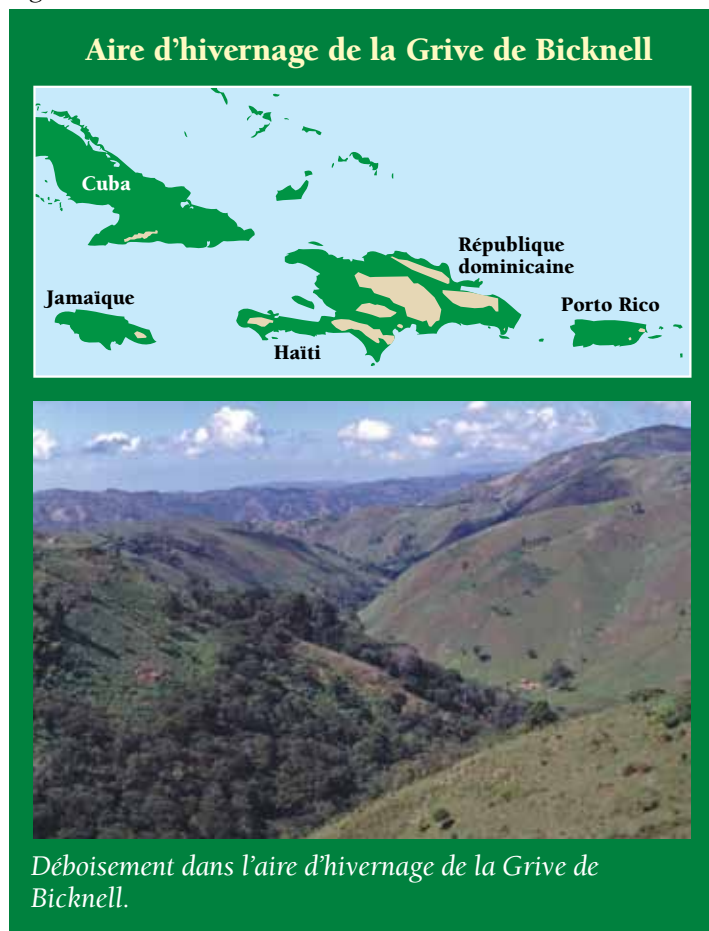 Aire d'hivernage de la Grive de Bicknell
Cuba
République
dominicaine
Jamaïque
Porto Rico
Haïti
Déboisement dans l'aire d'hivernage de la Grive de
Bicknell.